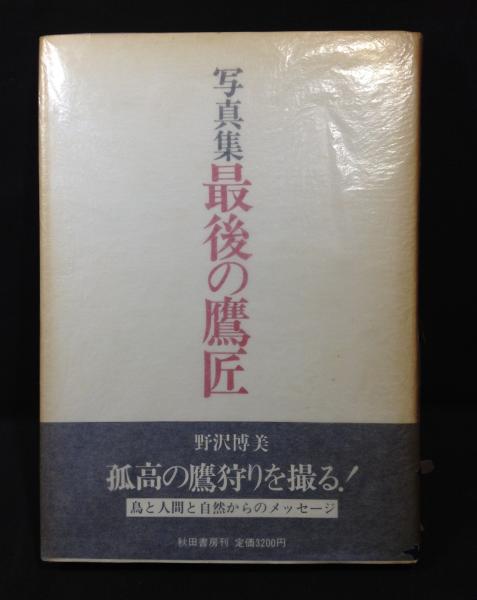 写真集最後の鷹匠
野沢博美
孤高の鷹狩りを撮る!
鳥と人間と自然からのメッセージ
秋田書房刊 定価3200円